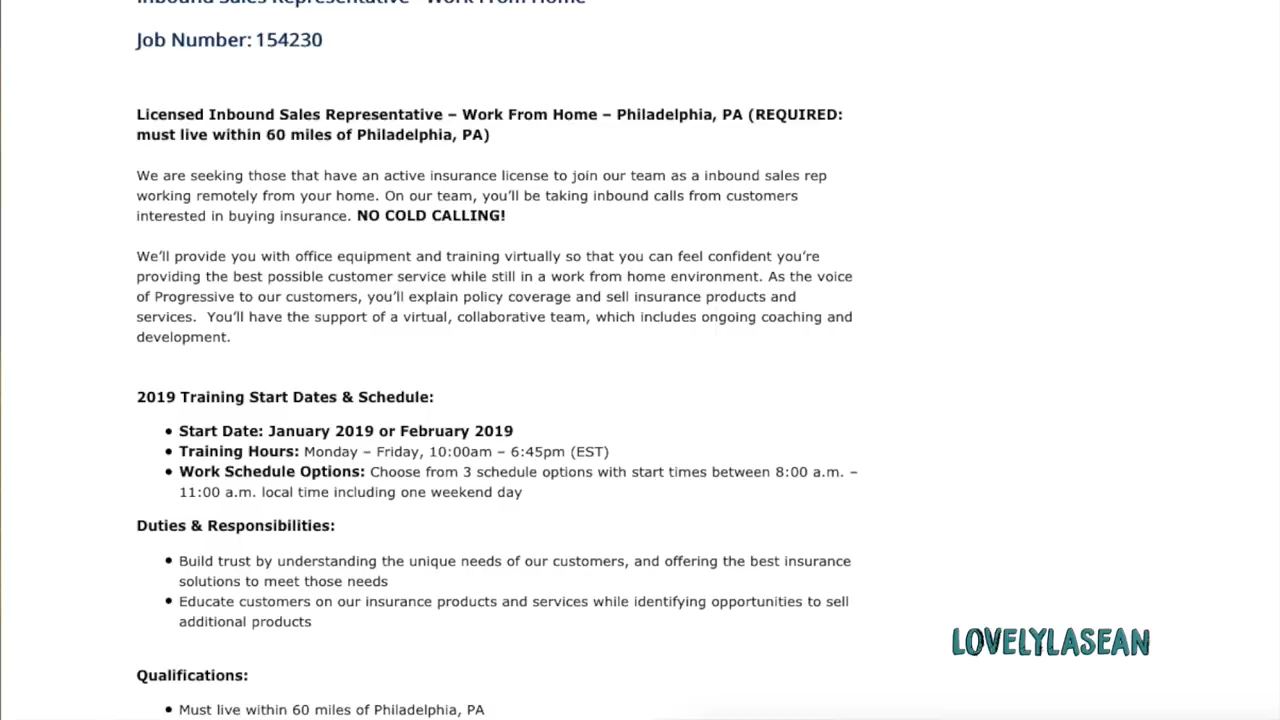 Inbound Sales Representative - Work From Home
Job Number: 154230
Licensed Inbound Sales Representative – Work From Home – Philadelphia, PA (REQUIRED:
must live within 60 miles of Philadelphia, PA)
We are seeking those that have an active insurance license to join our team as a inbound sales rep
working remotely from your home. On our team, you’ll be taking inbound calls from customers
interested in buying insurance. NO COLD CALLING!
We’ll provide you with office equipment and training virtually so that you can feel confident you’re
providing the best possible customer service while still in a work from home environment. As the voice
of Progressive to our customers, you’ll explain policy coverage and sell insurance products and
services.  You’ll have the support of a virtual, collaborative team, which includes ongoing coaching and
development.
2019 Training Start Dates & Schedule:
• Start Date: January 2019 or February 2019
• Training Hours: Monday – Friday, 10:00am – 6:45pm (EST)
• Work Schedule Options: Choose from 3 schedule options with start times between 8:00 a.m. –
11:00 a.m. local time including one weekend day
Duties & Responsibilities:
• Build trust by understanding the unique needs of our customers, and offering the best insurance
solutions to meet those needs
• Educate customers on our insurance products and services while identifying opportunities to sell
additional products
LOVELYLASEAN
Qualifications:
• Must live within 60 miles of Philadelphia, PA